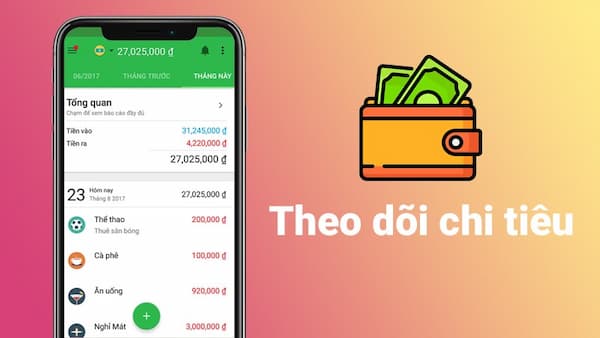 27,025,000 ₫
06/2017 THÁNG TRƯỚC THÁNG NÀY
Tổng quan
Chạm để xem báo cáo đầy đủ
Tiền vào 31,245,000 ₫
Tiền ra 4,220,000 ₫
27,025,000 ₫
23 Hôm nay 27,025,000 ₫
Tháng 8 2017
Thể thao 200,000 ₫
Thuê sân bóng
Cà phê 100,000 ₫
Ăn uống 920,000 ₫
Nghỉ Mát 3,000,000 ₫
Theo dõi chi tiêu